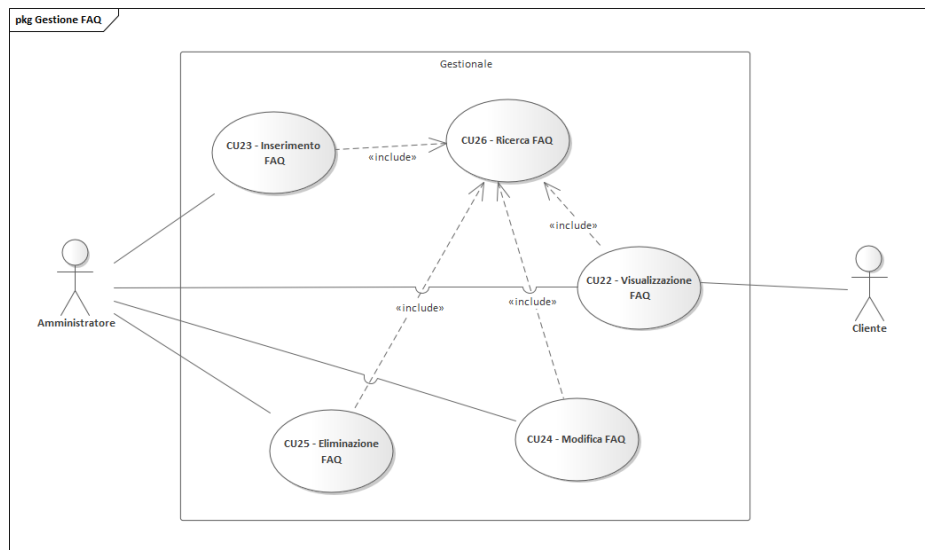 pkg Gestione FAQ
Gestionale
CU23 - Inserimento
FAQ
CU26 - Ricerca FAQ
«include»
«include»
CU22 - Visualizzazione
FAQ
«include»
«include»
Amministratore
Cliente
CU25 - Eliminazione
FAQ
CU24 - Modifica FAQ